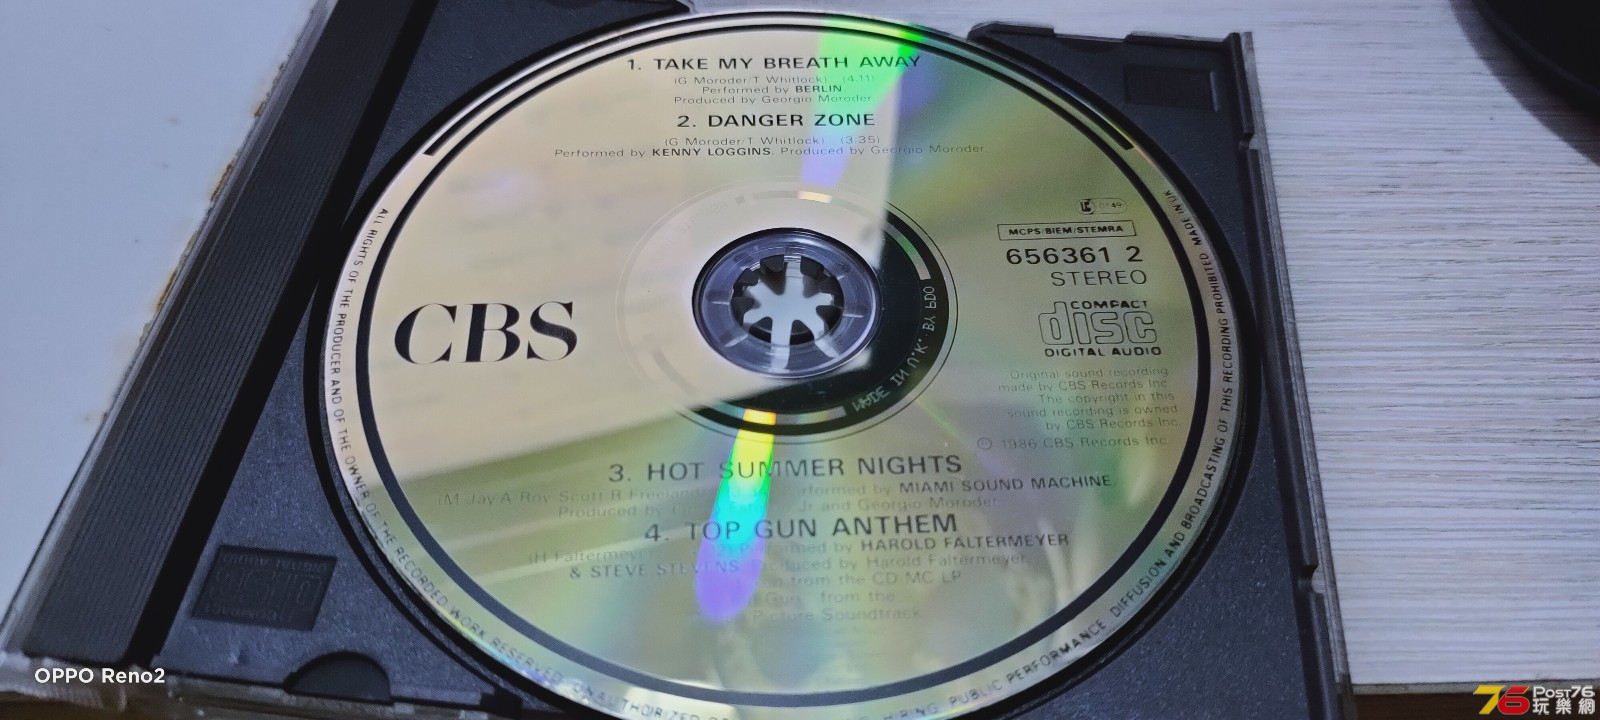 1. TAKE MY BREATH AWAY
(G Moroder/T Whitlock) (4.11)
Performed by BERLIN.
Produced by Georgio Moroder.
2. DANGER ZONE
(G Moroder/T Whitlock) (3.35)
Performed by KENNY LOGGINS. Produced by Georgio Moroder
MCPS/BIEM/STEMRA
656361 2
STEREO
COMPACT
disc
DIGITAL AUDIO
CBS
Original sound recording
made by CBS Records Inc.
The copyright in this
sound recording is owned
by CBS Records Inc.
℗ 1986 CBS Records Inc.
3. HOT SUMMER NIGHTS
performed by MIAMI SOUND MACHINE.
Produced by Jr and Georgio Moroder
4. TOP GUN ANTHEM
(H Faltermeyer Performed by HAROLD FALTERMEYER
& STEVE STEVENS. Produced by Harold Faltermeyer.
from the CD MC LP
Gun from the
Picture Soundtrack
ALL RIGHTS OF THE PRODUCER AND OF THE OWNER OF THE RECORDED WORK RESERVED. UNAUTHORIZED HIRING, PUBLIC PERFORMANCE, DIFFUSION AND BROADCASTING OF THIS RECORDING PROHIBITED. MADE IN UK
MADE IN U.K. BY PDO
OPPO Reno2
76 Post76
玩樂網